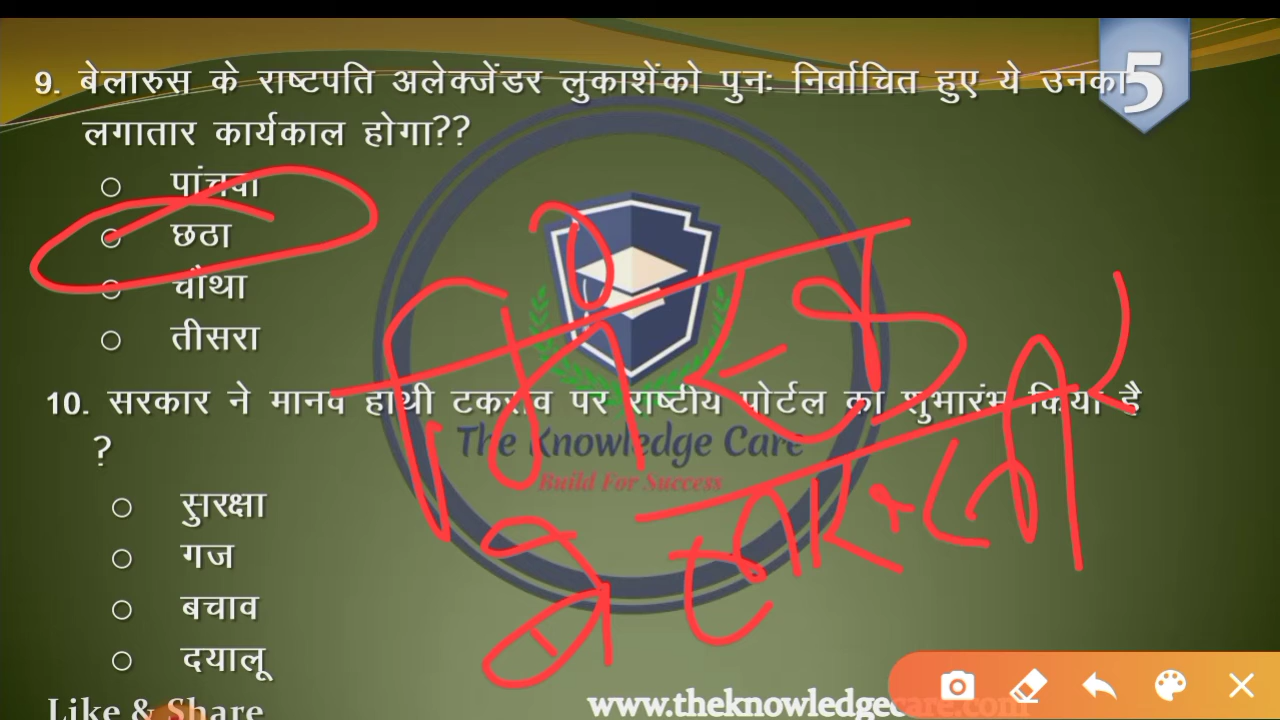 5
9. बेलारुस के राष्टपति अलेक्जेंडर लुकाशेंको पुनः निर्वाचित हुए ये उनका
लगातार कार्यकाल होगा??
पांचवा
छठा
चौथा
तीसरा
10. सरकार ने मानव हाथी टकराव पर राष्टीय पोर्टल का शुभारंभ किया है
?
The Knowledge Care
Build For Success
सुरक्षा
गज
बचाव
दयालू
Like & Share
www.theknowledgecare.com